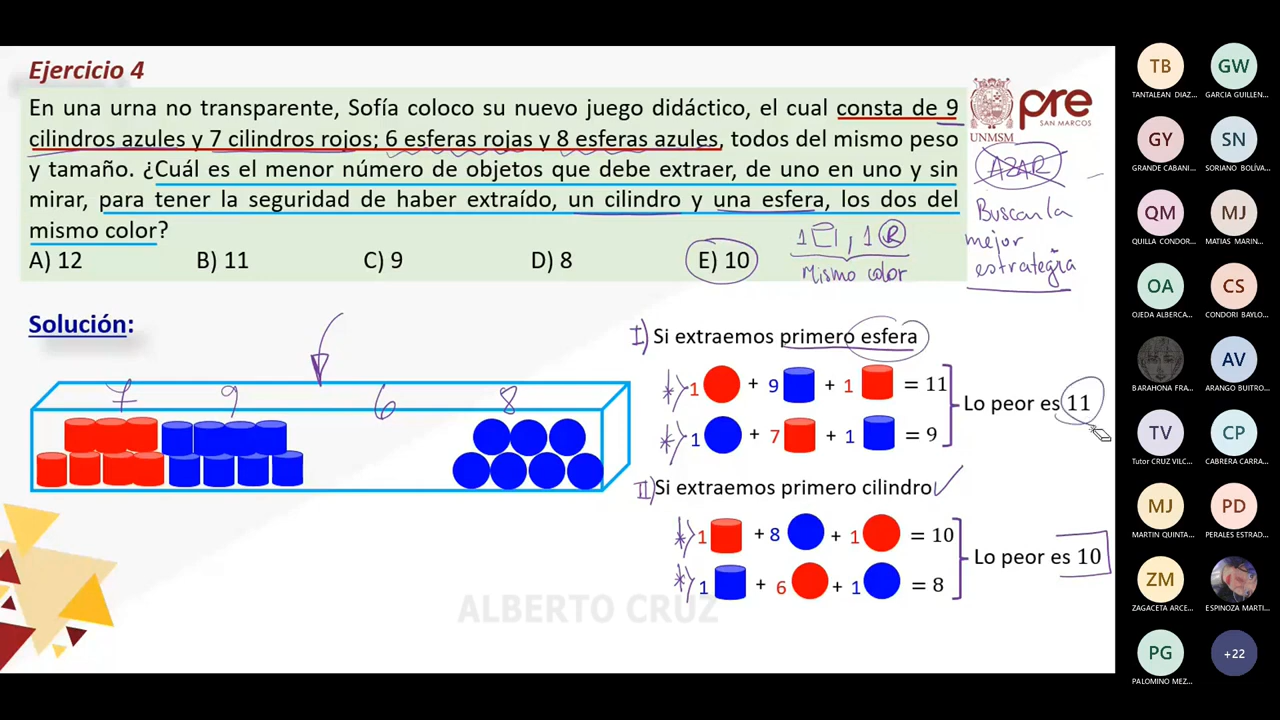 Ejercicio 4
En una urna no transparente, Sofía coloco su nuevo juego didáctico, el cual consta de 9
cilindros azules y 7 cilindros rojos; 6 esferas rojas y 8 esferas azules, todos del mismo peso
y tamaño. ¿Cuál es el menor número de objetos que debe extraer, de uno en uno y sin
mirar, para tener la seguridad de haber extraído, un cilindro y una esfera, los dos del
mismo color?
A) 12 B) 11 C) 9 D) 8 E) 10
1 , 1 R
Mismo color
UNMSM
pre
SAN MARCOS
AZAR
Buscar la
mejor
estrategia
Solución:
7 9 6 8
I) Si extraemos primero esfera
*) 1 + 9 + 1 = 11
*) 1 + 7 + 1 = 9
Lo peor es 11
II) Si extraemos primero cilindro
*) 1 + 8 + 1 = 10
*) 1 + 6 + 1 = 8
Lo peor es 10
ALBERTO CRUZ
TB
TANTALEAN DIAZ...
GW
GARCIA GUILLEN...
GY
GRANDE CABANI...
SN
SORIANO BOLÍVA...
QM
QUILLA CONDOR...
MJ
MATIAS MARIN...
OA
OJEDA ALBERCA...
CS
CONDORI BAYLO...
BARAHONA FRA...
AV
ARANGO BUITRO...
TV
Tutor CRUZ VILC...
CP
CABRERA CARRA...
MJ
MARTIN QUINTA...
PD
PERALES ESTRAD...
ZM
ZAGACETA ARCE...
ESPINOZA MARTI...
PG
PALOMINO MEZ...
+22